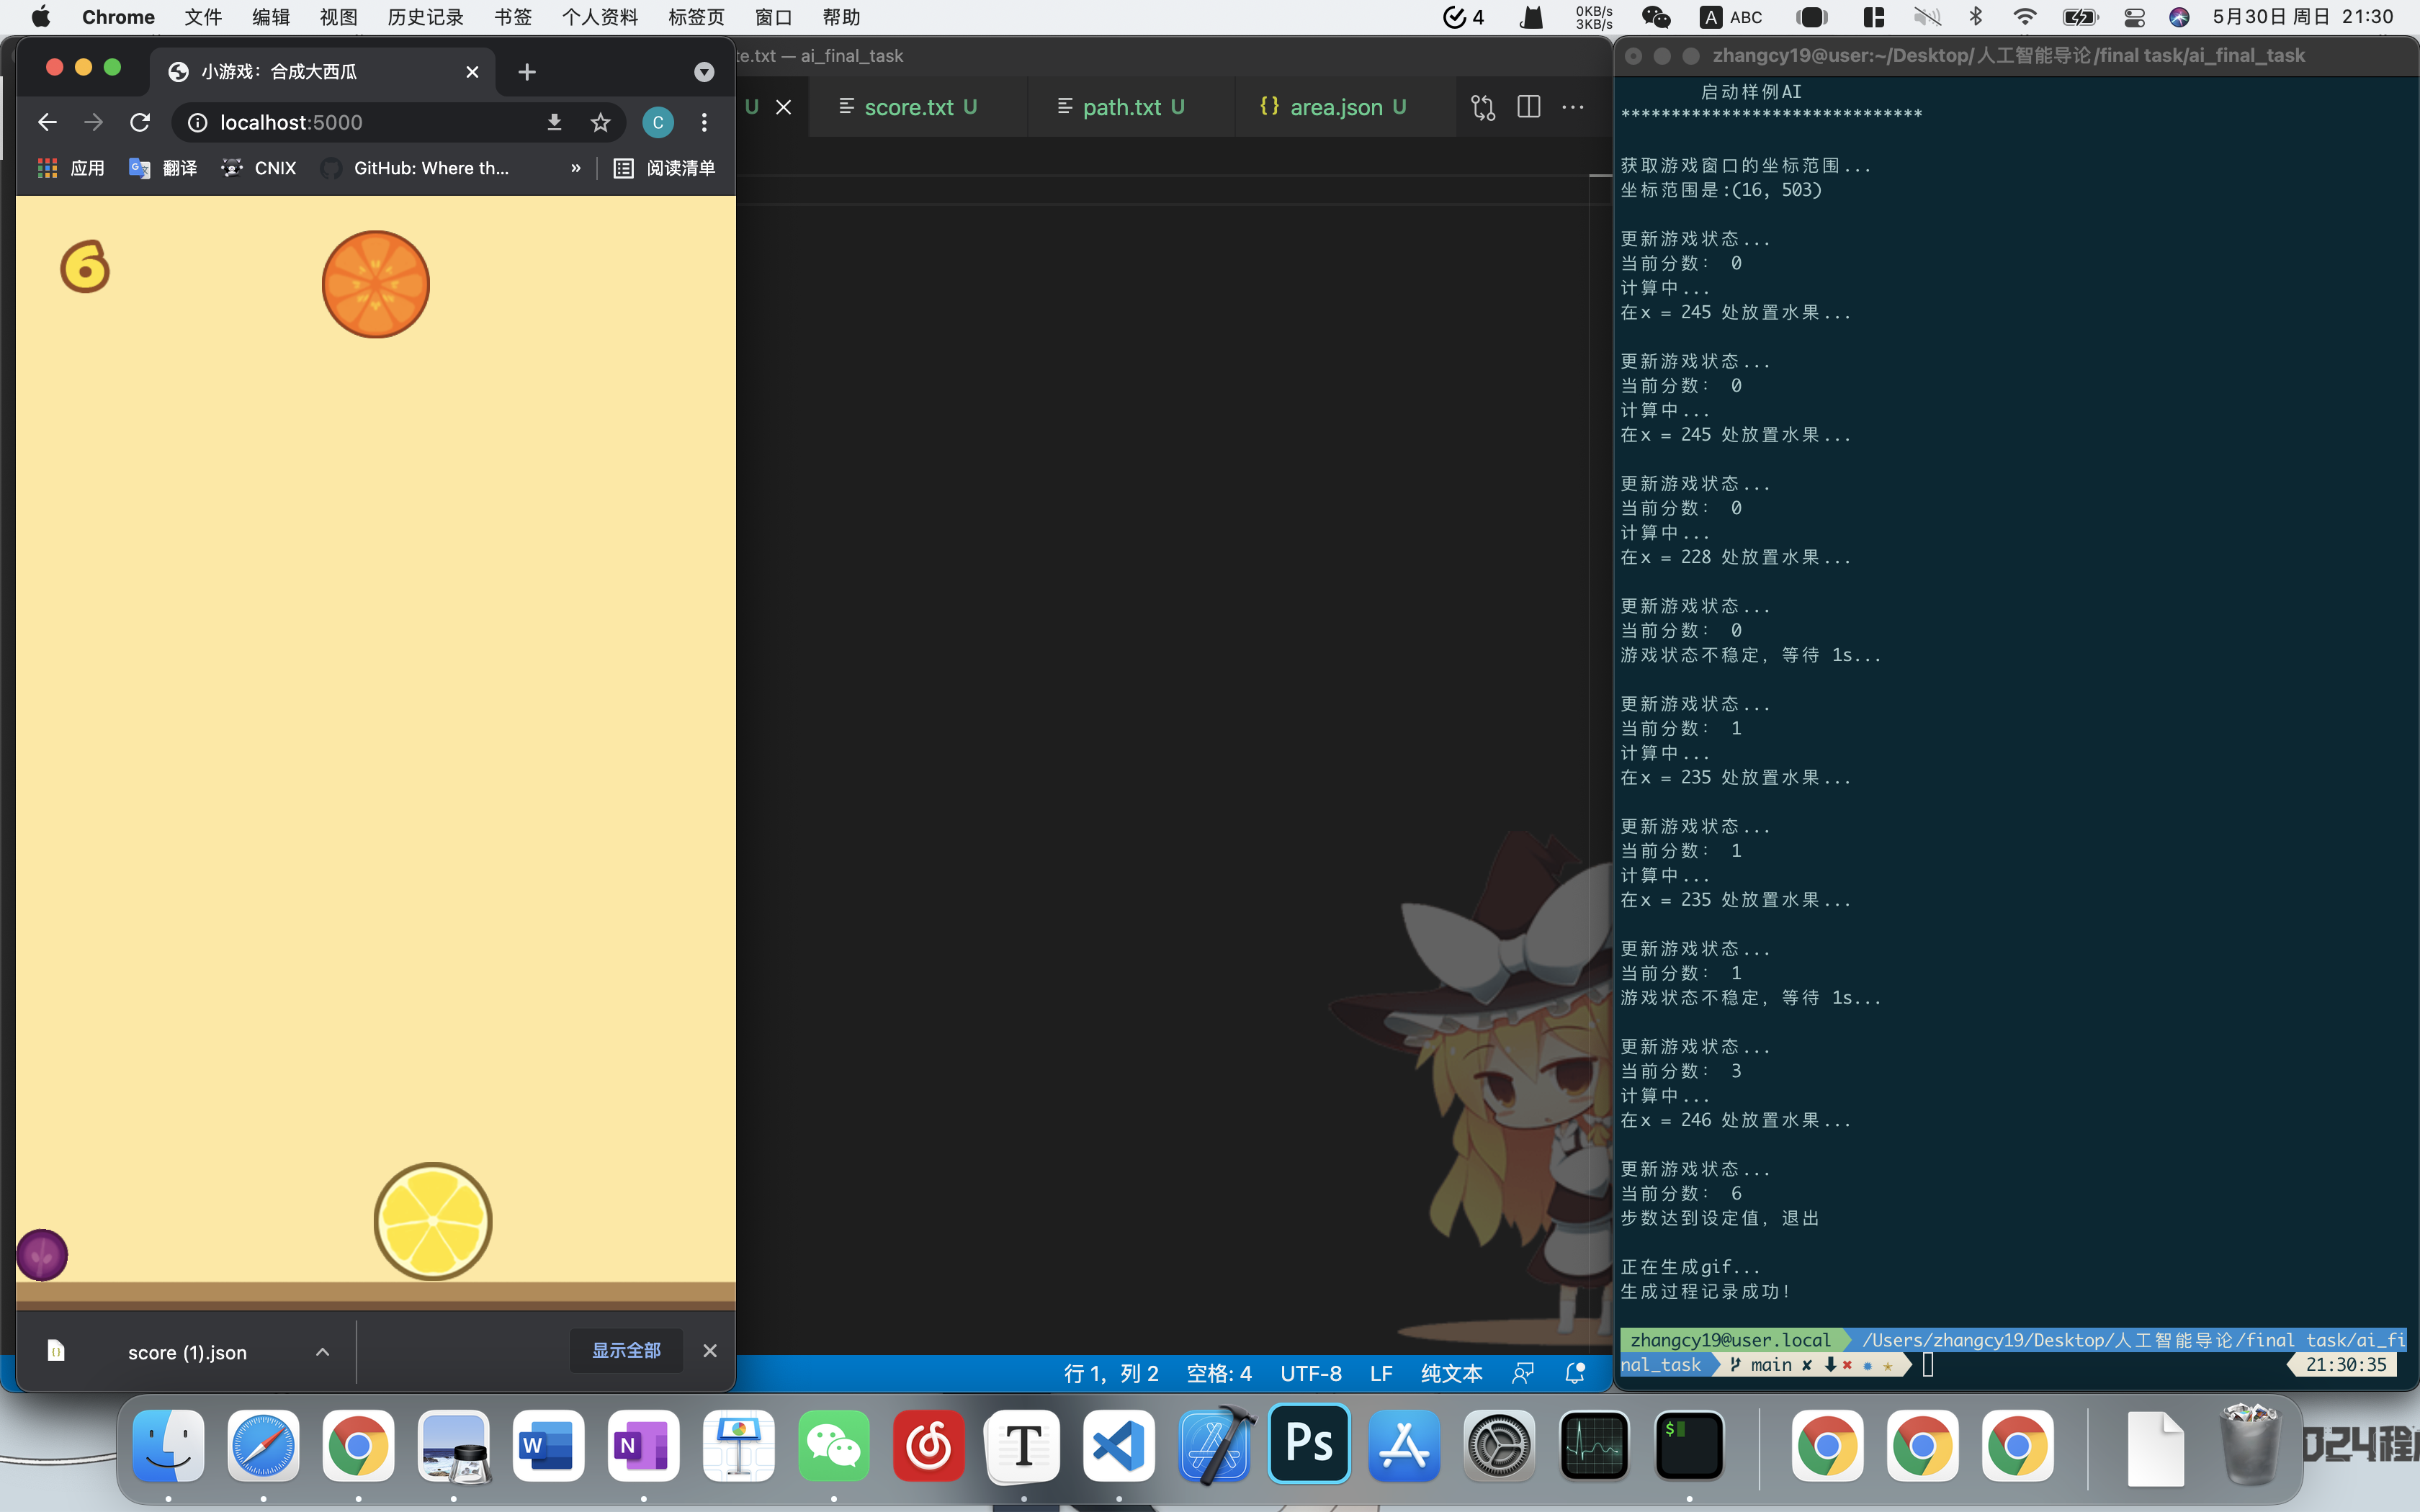 Chrome 文件 编辑 视图 历史记录 书签 个人资料 标签页 窗口 帮助
4
0KB/s
3KB/s
A ABC
5月30日 周日 21:30
小游戏：合成大西瓜
localhost:5000
C
应用 翻译 CNIX GitHub: Where th... » 阅读清单
6
score (1).json
显示全部
te.txt — ai_final_task
U
score.txt U
path.txt U
{} area.json U
行 1，列 2 空格: 4 UTF-8 LF 纯文本
zhangcy19@user:~/Desktop/人工智能导论/final task/ai_final_task
启动样例AI
******************************
获取游戏窗口的坐标范围...
坐标范围是:(16, 503)
更新游戏状态...
当前分数： 0
计算中...
在x = 245 处放置水果...
更新游戏状态...
当前分数： 0
计算中...
在x = 245 处放置水果...
更新游戏状态...
当前分数： 0
计算中...
在x = 228 处放置水果...
更新游戏状态...
当前分数： 0
游戏状态不稳定，等待 1s...
更新游戏状态...
当前分数： 1
计算中...
在x = 235 处放置水果...
更新游戏状态...
当前分数： 1
计算中...
在x = 235 处放置水果...
更新游戏状态...
当前分数： 1
游戏状态不稳定，等待 1s...
更新游戏状态...
当前分数： 3
计算中...
在x = 246 处放置水果...
更新游戏状态...
当前分数： 6
步数达到设定值，退出
正在生成gif...
生成过程记录成功！
zhangcy19@user.local /Users/zhangcy19/Desktop/人工智能导论/final task/ai_fi
nal_task main ✘ 21:30:35
W N T Ps $